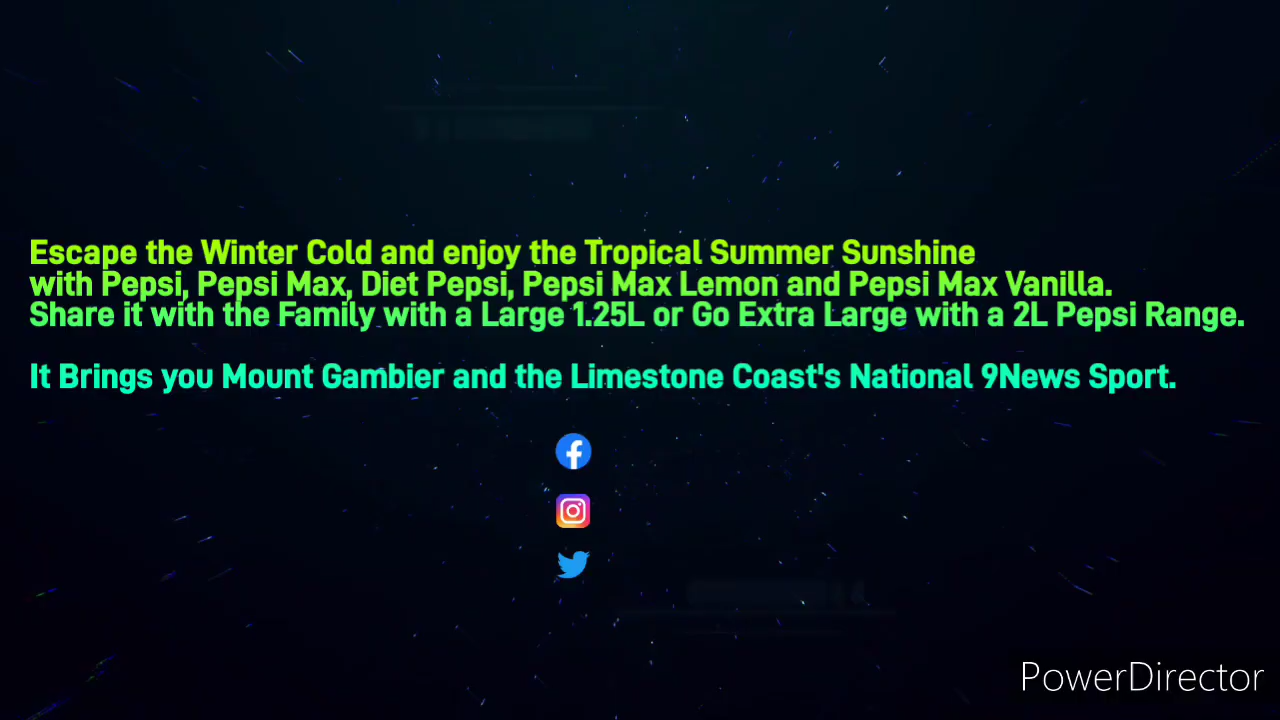 Escape the Winter Cold and enjoy the Tropical Summer Sunshine
with Pepsi, Pepsi Max, Diet Pepsi, Pepsi Max Lemon and Pepsi Max Vanilla.
Share it with the Family with a Large 1.25L or Go Extra Large with a 2L Pepsi Range.
It Brings you Mount Gambier and the Limestone Coast's National 9News Sport.
PowerDirector